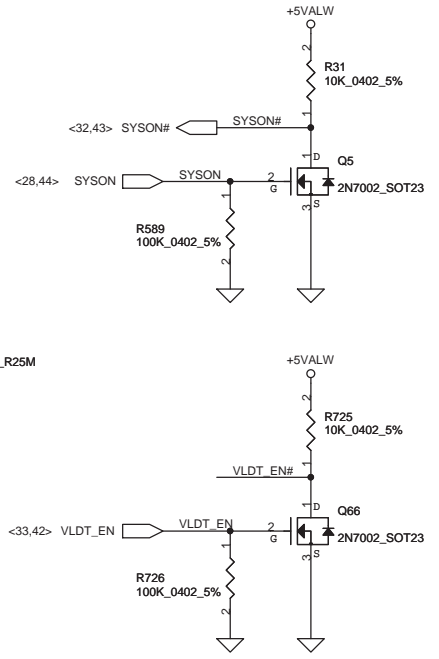 +5VALW
2
R31
10K_0402_5%
1
<32,43> SYSON# SYSON#
1 D
Q5
<28,44> SYSON SYSON 2
G
2N7002_SOT23
1
3 S
R589
100K_0402_5%
2
_R25M
+5VALW
2
R725
10K_0402_5%
1
VLDT_EN#
1 D
Q66
<33,42> VLDT_EN VLDT_EN 2
G
2N7002_SOT23
1
3 S
R726
100K_0402_5%
2